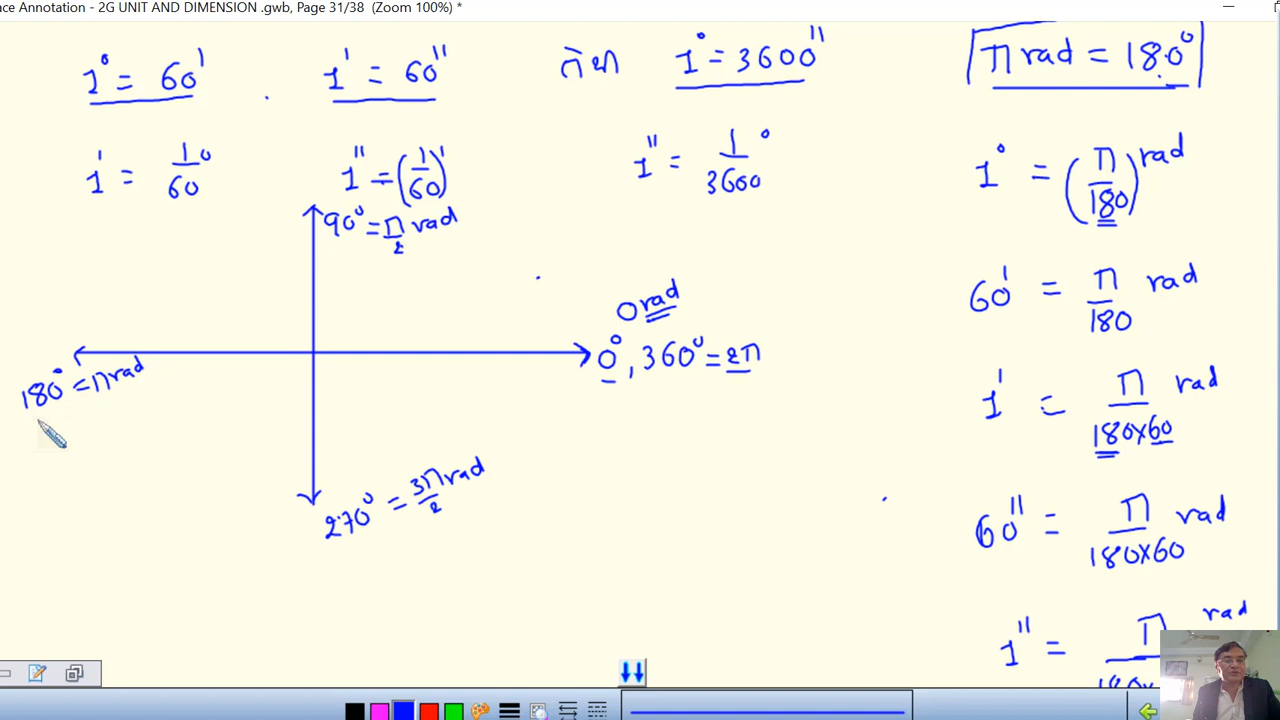 ce Annotation - 2G UNIT AND DIMENSION .gwb, Page 31/38 (Zoom 100%) *
1° = 60' 1' = 60'' તથા 1° = 3600'' π rad = 180°
1' = 1/60° 1'' = (1/60)' 1'' = 1/3600° 1° = (π/180) rad
90° = π/2 rad
60' = π/180 rad
0 rad
0°, 360° = 2π
180° = π rad
1' = π/180×60 rad
270° = 3π/2 rad
60'' = π/180×60 rad
1'' = π rad